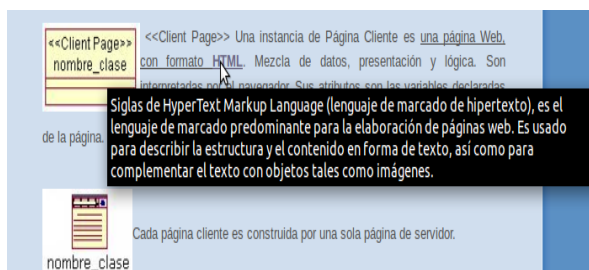 <<Client Page>>
nombre_clase
<<Client Page>> Una instancia de Página Cliente es una página Web,
con formato HTML. Mezcla de datos, presentación y lógica. Son
interpretadas por el navegador. Sus atributos son las variables declaradas
de la página.
Siglas de HyperText Markup Language (lenguaje de marcado de hipertexto), es el
lenguaje de marcado predominante para la elaboración de páginas web. Es usado
para describir la estructura y el contenido en forma de texto, así como para
complementar el texto con objetos tales como imágenes.
Cada página cliente es construida por una sola página de servidor.
nombre_clase